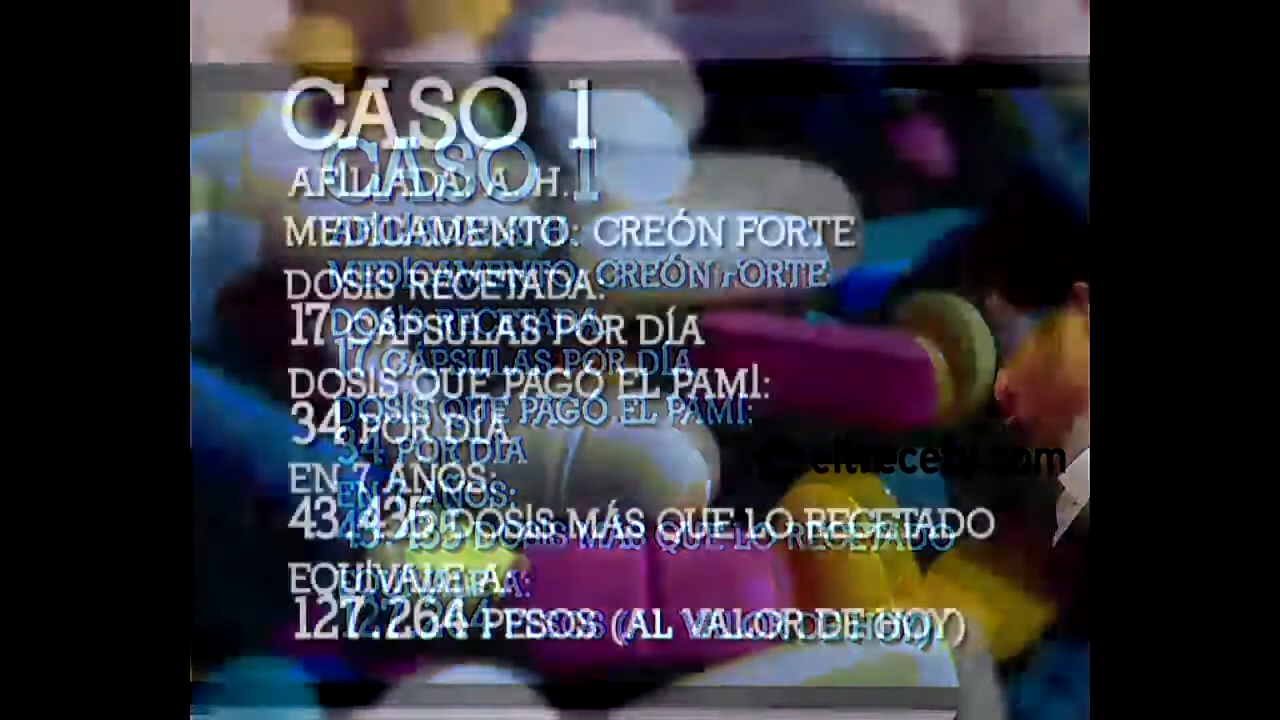 CASO 1
AFILIADA: A. H.
MEDICAMENTO: CREÓN FORTE
DOSIS RECETADA:
17 CÁPSULAS POR DÍA
DOSIS QUE PAGÓ EL PAMI:
34 POR DÍA
EN 7 AÑOS:
43.435 DOSIS MÁS QUE LO RECETADO
EQUIVALE A:
127.264 PESOS (AL VALOR DE HOY)
eltrecetv.com